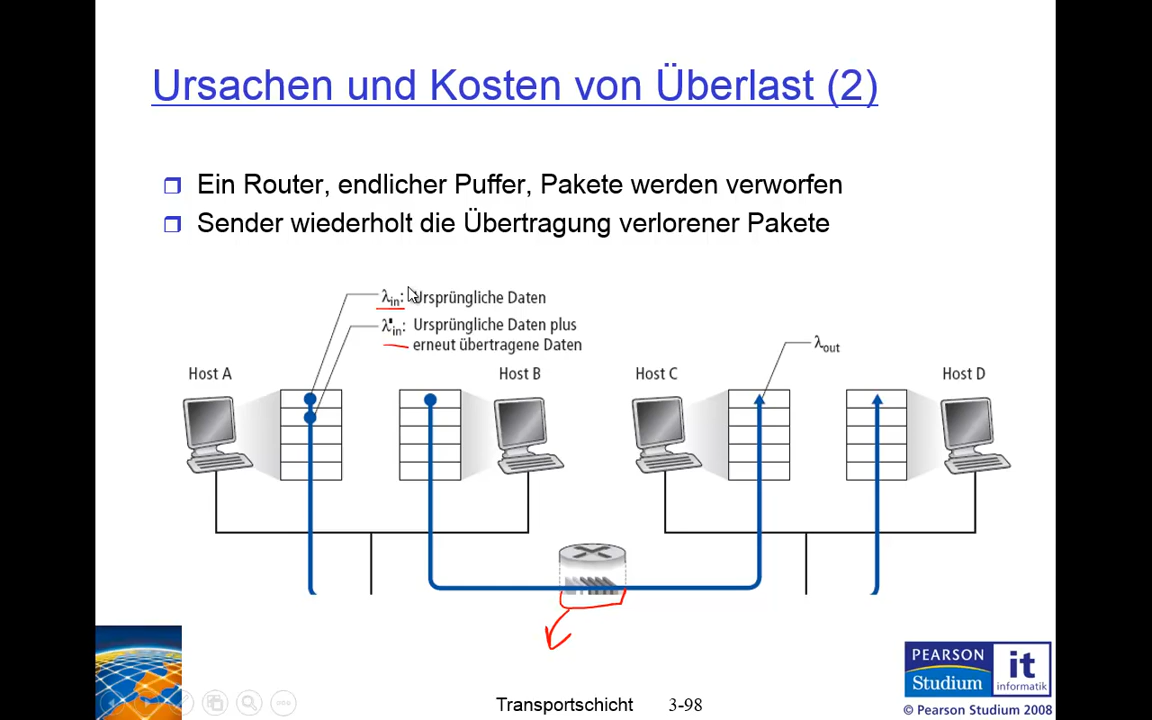 Ursachen und Kosten von Überlast (2)
Ein Router, endlicher Puffer, Pakete werden verworfen
Sender wiederholt die Übertragung verlorener Pakete
λin: Ursprüngliche Daten
λ'in: Ursprüngliche Daten plus
erneut übertragene Daten
λout
Host A
Host B
Host C
Host D
PEARSON
Studium
it
informatik
Transportschicht 3-98
© Pearson Studium 2008